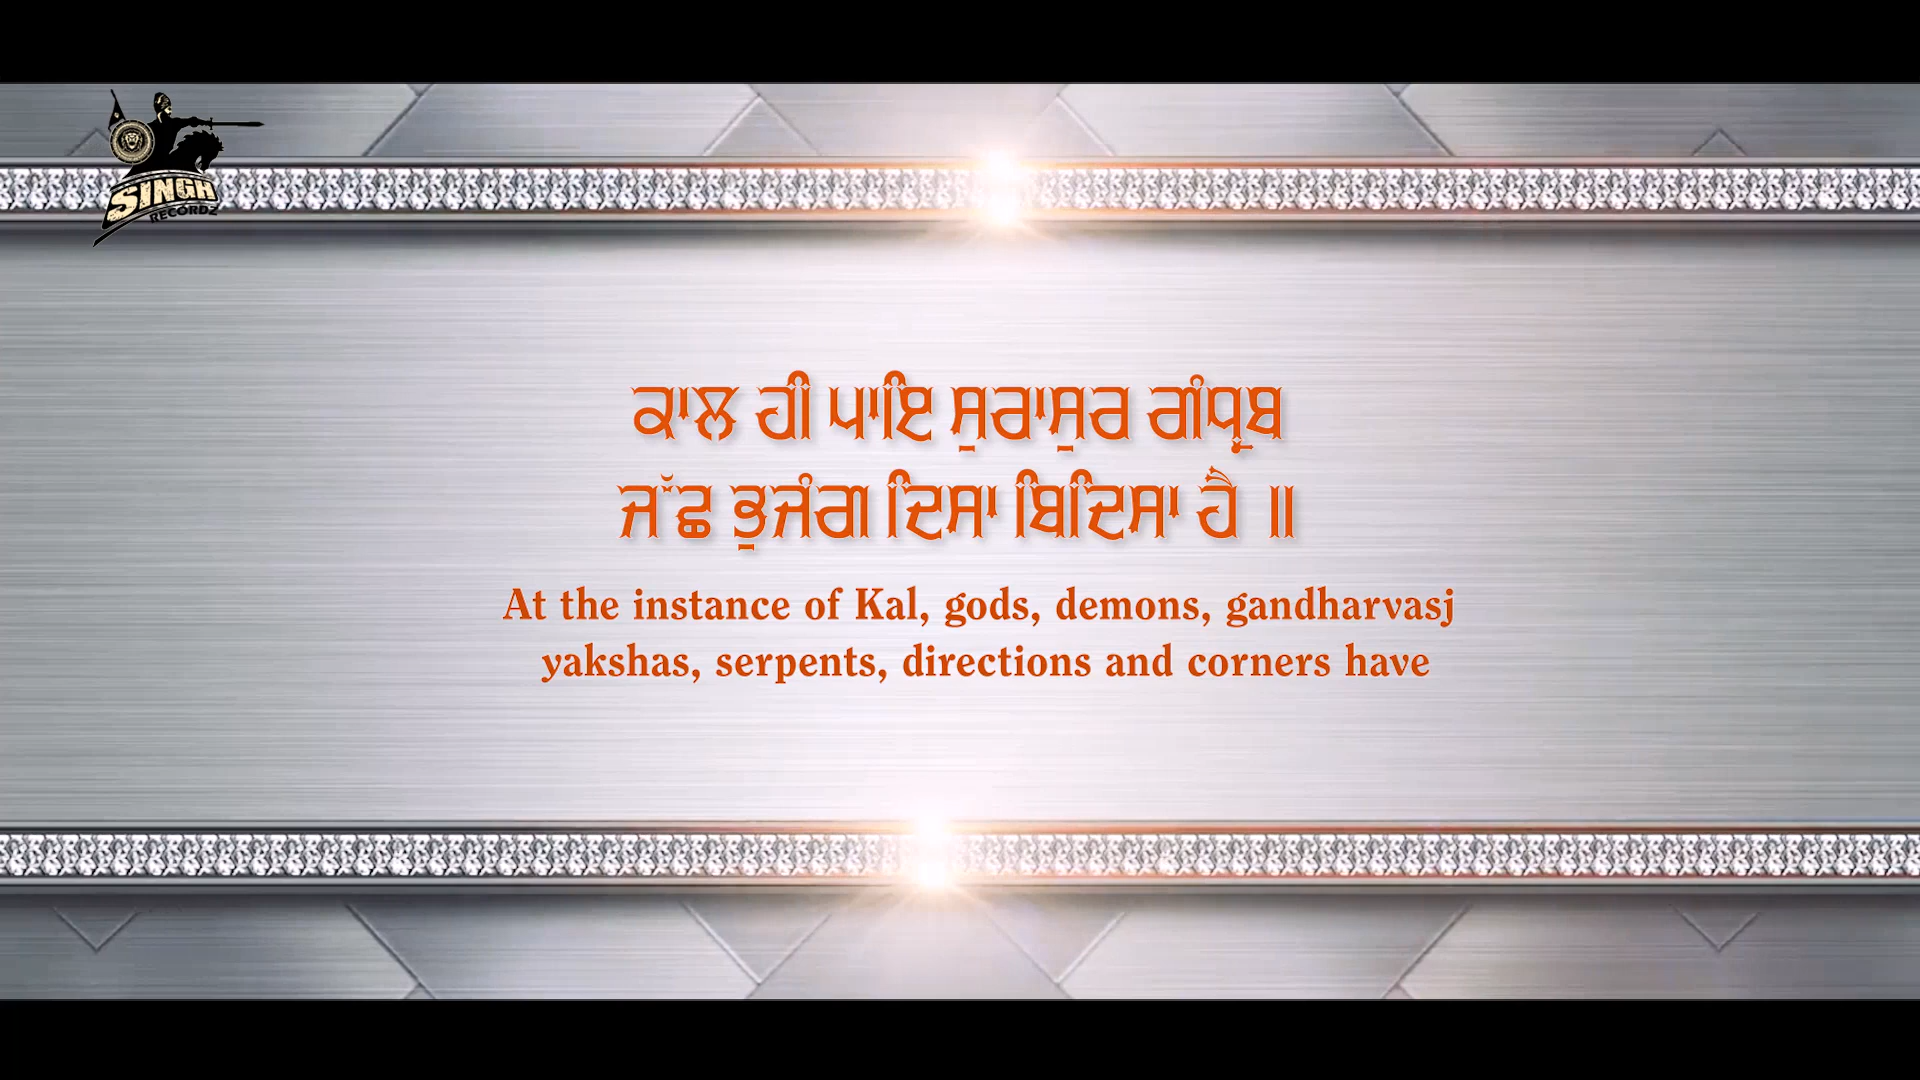 SINGH
RECORDZ
ਕਾਲ ਹੀ ਪਾਇ ਸੁਰਾਸੁਰ ਗੰਧ੍ਰਬ
ਜੱਛ ਭੁਜੰਗ ਦਿਸਾ ਬਿਦਿਸਾ ਹੈ ॥
At the instance of Kal, gods, demons, gandharvasj
yakshas, serpents, directions and corners have